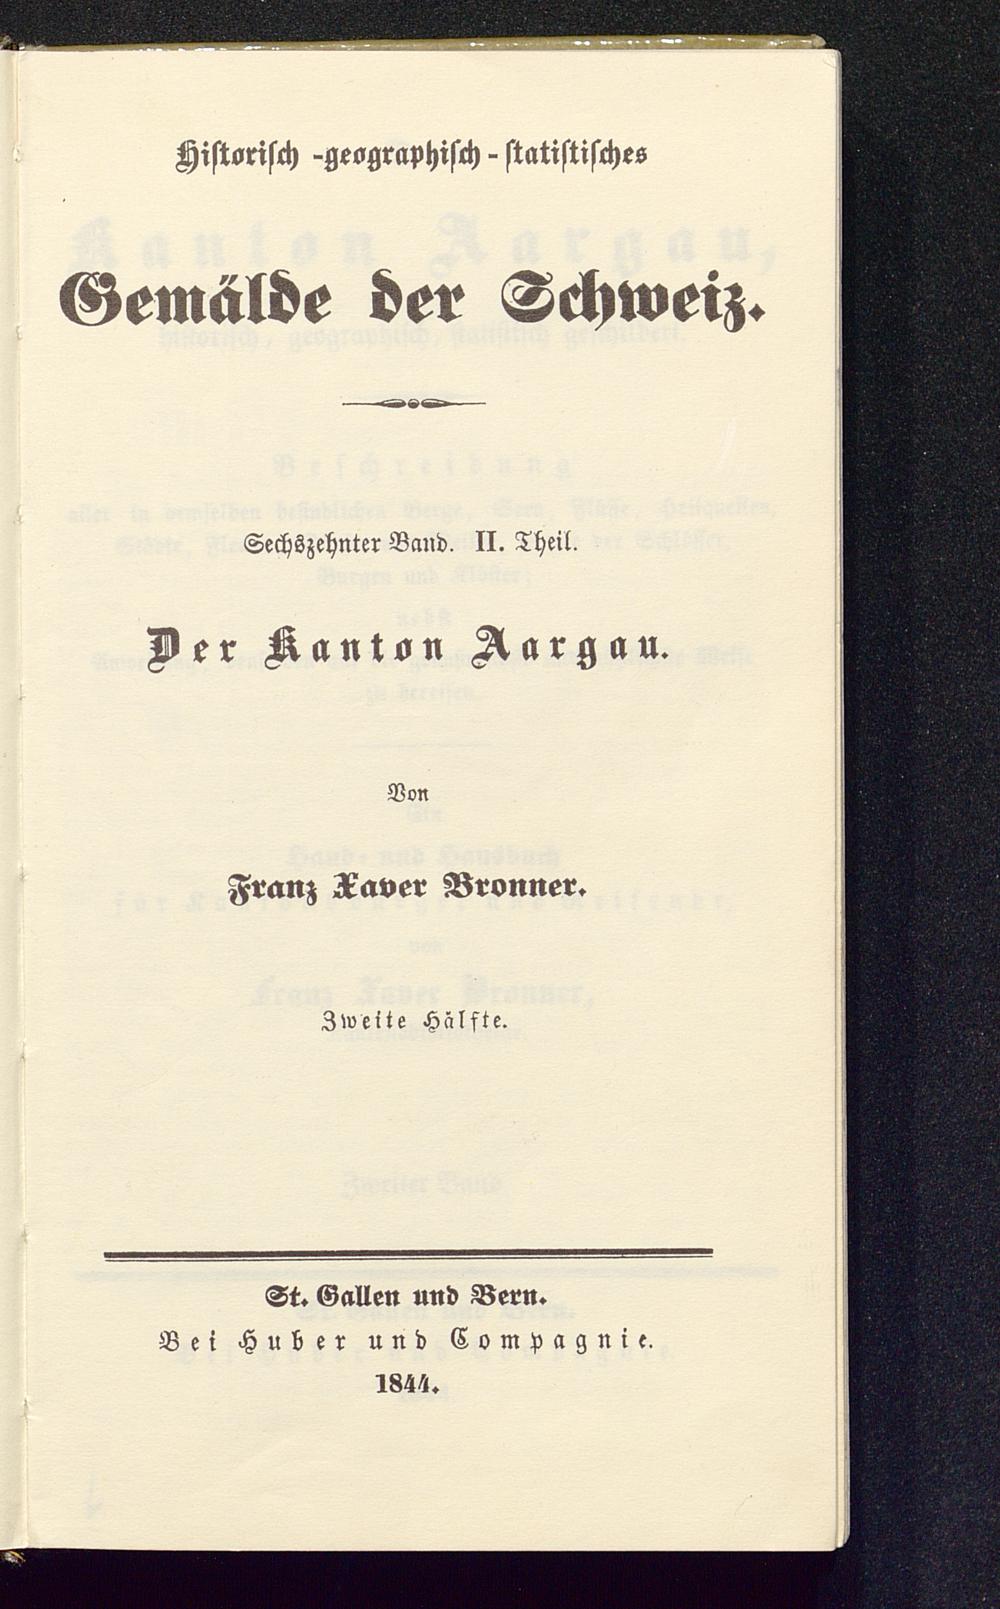 Historisch-geographisch-statistisches
Gemälde der Schweiz.
Sechszehnter Band. II. Theil.
Der Kanton Aargau.
Von
Franz Xaver Bronner.
Zweite Hälfte.
St. Gallen und Bern.
Bei Huber und Compagnie.
1844.